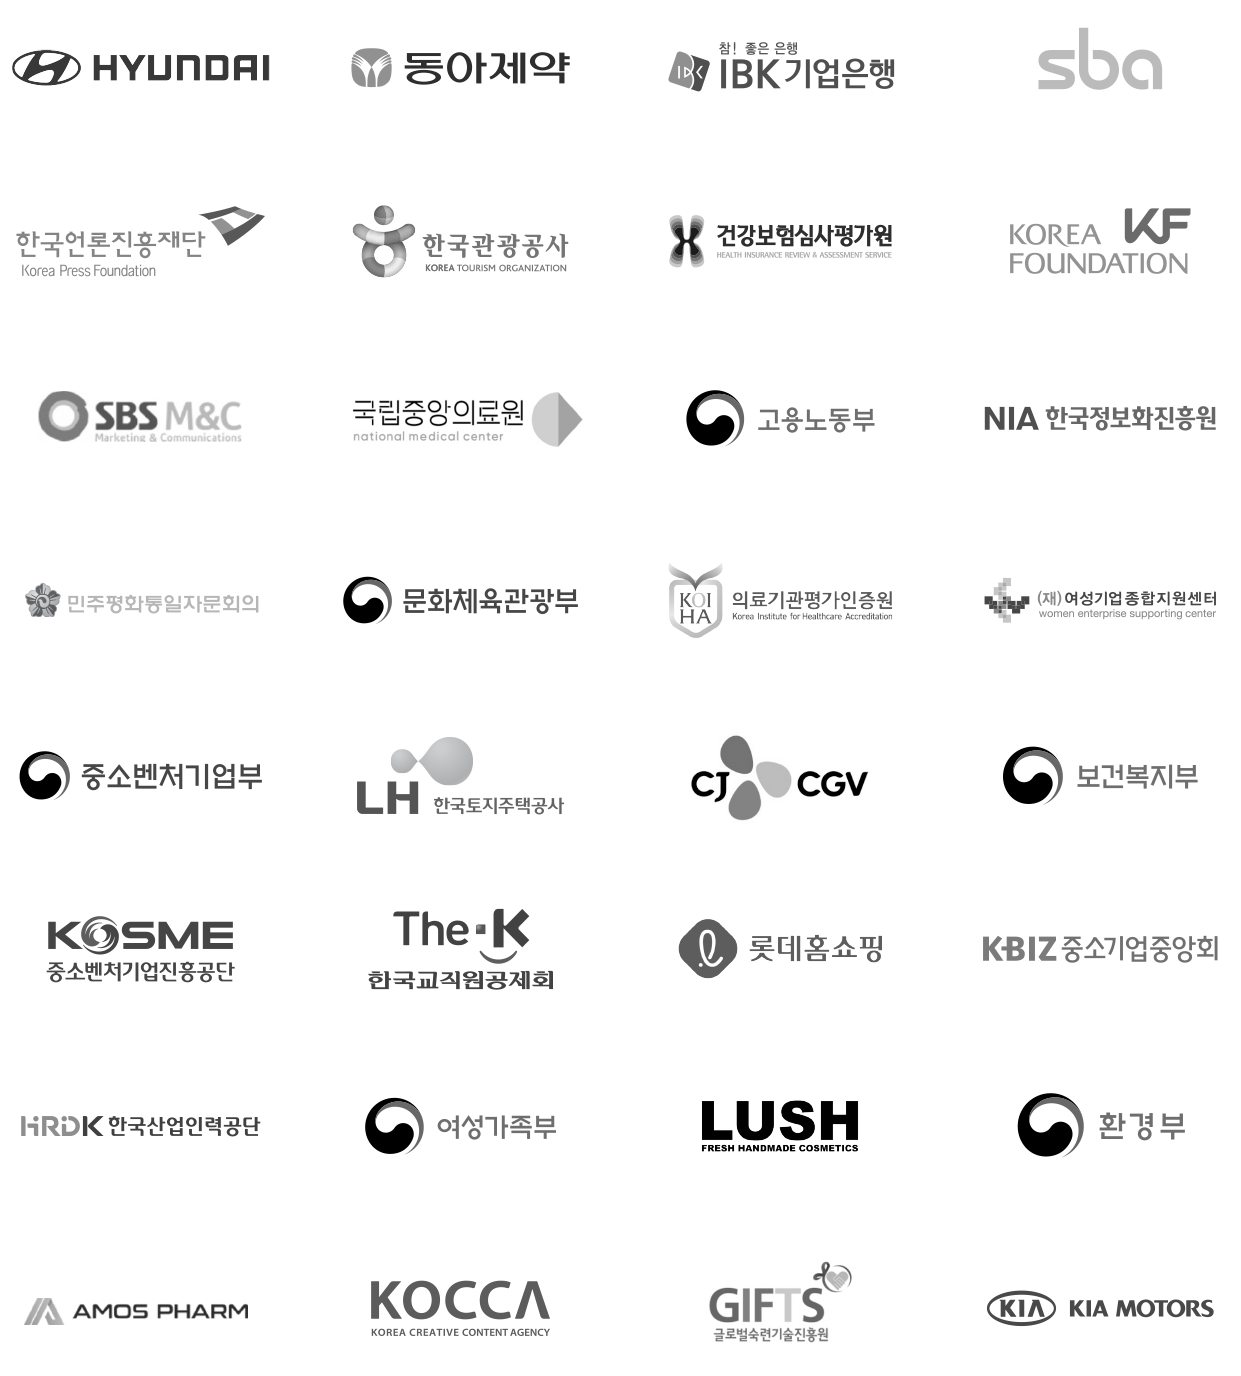 HYUNDAI
동아제약
참! 좋은 은행
IBK기업은행
sba
한국언론진흥재단
Korea Press Foundation
한국관광공사
KOREA TOURISM ORGANIZATION
건강보험심사평가원
HEALTH INSURANCE REVIEW & ASSESSMENT SERVICE
KF
KOREA
FOUNDATION
SBS M&C
Marketing & Communications
국립중앙의료원
national medical center
고용노동부
NIA 한국정보화진흥원
민주평화통일자문회의
문화체육관광부
KOI
HA
의료기관평가인증원
Korea Institute for Healthcare Accreditation
(재)여성기업종합지원센터
women enterprise supporting center
중소벤처기업부
LH 한국토지주택공사
CJ CGV
보건복지부
KOSME
중소벤처기업진흥공단
The K
한국교직원공제회
롯데홈쇼핑
K-BIZ 중소기업중앙회
HRDK 한국산업인력공단
여성가족부
LUSH
FRESH HANDMADE COSMETICS
환경부
AMOS PHARM
KOCCA
KOREA CREATIVE CONTENT AGENCY
GIFTS
글로벌숙련기술진흥원
KIA KIA MOTORS